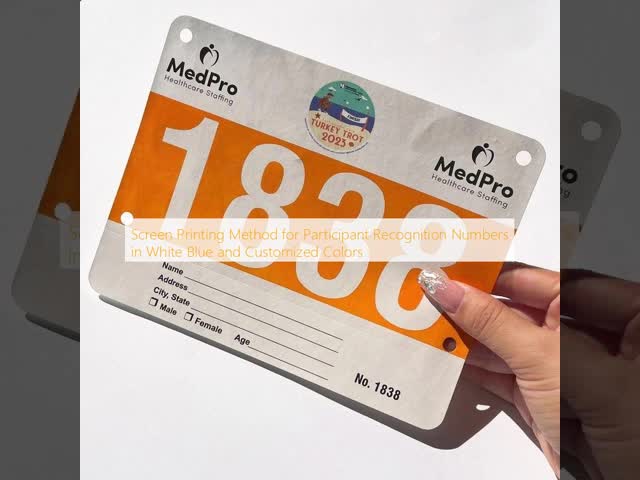 MedPro
Healthcare Staffing
TURKEY TROT
2023
MedPro
Healthcare Staffing
1838
Screen Printing Method for Participant Recognition Numbers
in White Blue and Customized Colors
Name
Address
City, State
Male Female Age
No. 1838